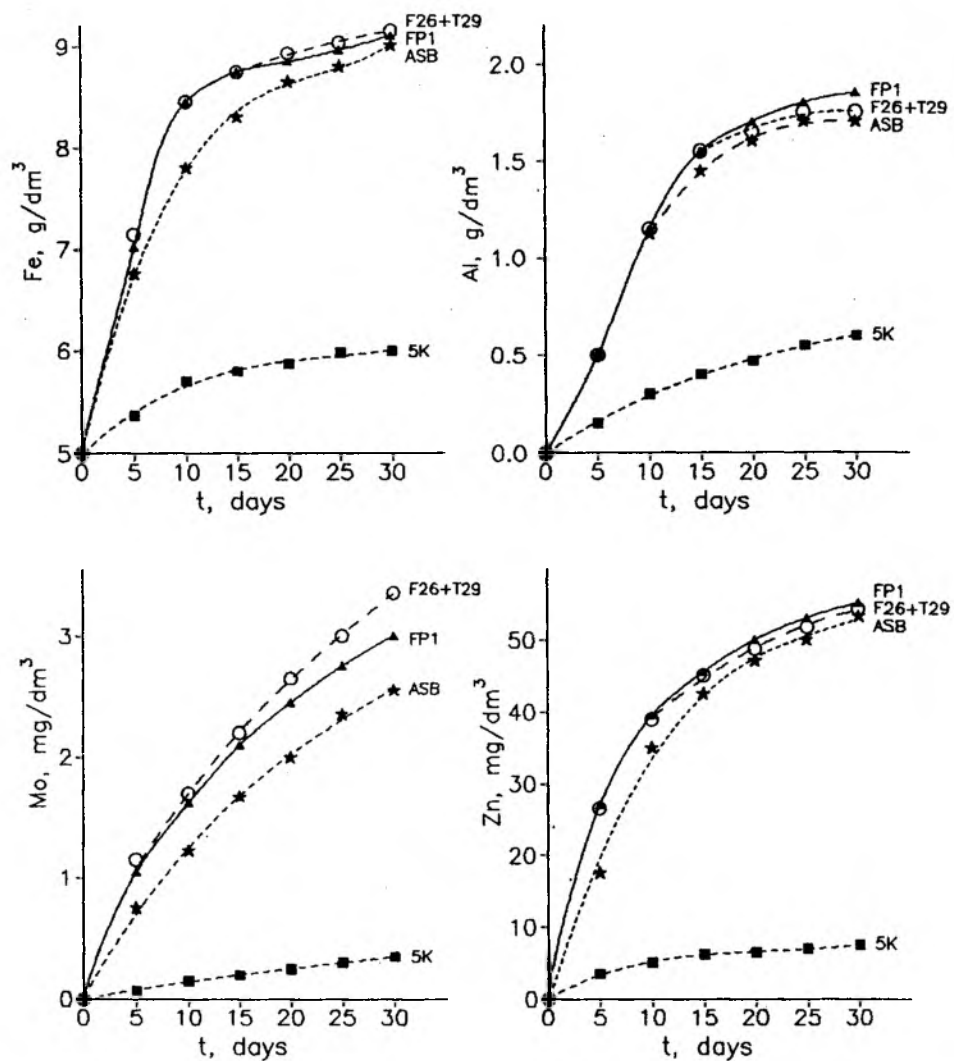 Fe, g/dm³
9
8
7
6
5
F26+T29
FP1
ASB
5K
0 5 10 15 20 25 30
t, days
Al, g/dm³
2.0
1.5
1.0
0.5
0.0
FP1
F26+T29
ASB
5K
0 5 10 15 20 25 30
t, days
Mo, mg/dm³
3
2
1
0
F26+T29
FP1
ASB
5K
0 5 10 15 20 25 30
t, days
Zn, mg/dm³
50
40
30
20
10
0
FP1
F26+T29
ASB
5K
0 5 10 15 20 25 30
t, days